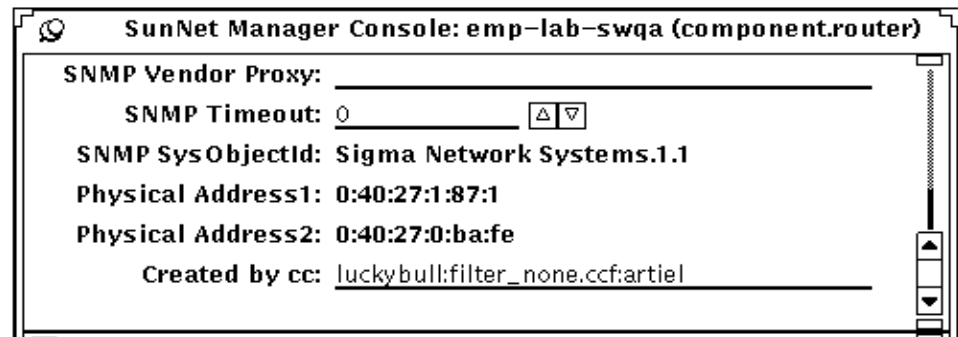 SunNet Manager Console: emp-lab-swqa (component.router)
SNMP Vendor Proxy:
SNMP Timeout: 0
SNMP SysObjectId: Sigma Network Systems.1.1
Physical Address1: 0:40:27:1:87:1
Physical Address2: 0:40:27:0:ba:fe
Created by cc: luckybull:filter_none.ccf:artiel